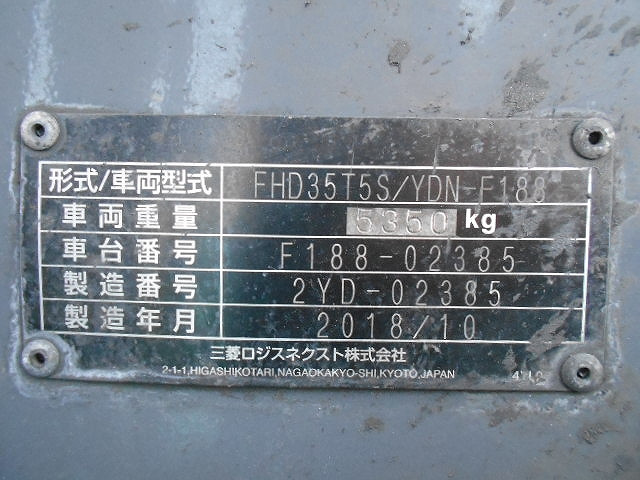 形式/車両型式 FHD35T5S/YDN-F188
車両重量 5350 kg
車台番号 F188-02385
製造番号 2YD-02385
製造年月 2018/10
三菱ロジスネクスト株式会社
2-1-1,HIGASHIKOTARI,NAGAOKAKYO-SHI,KYOTO,JAPAN